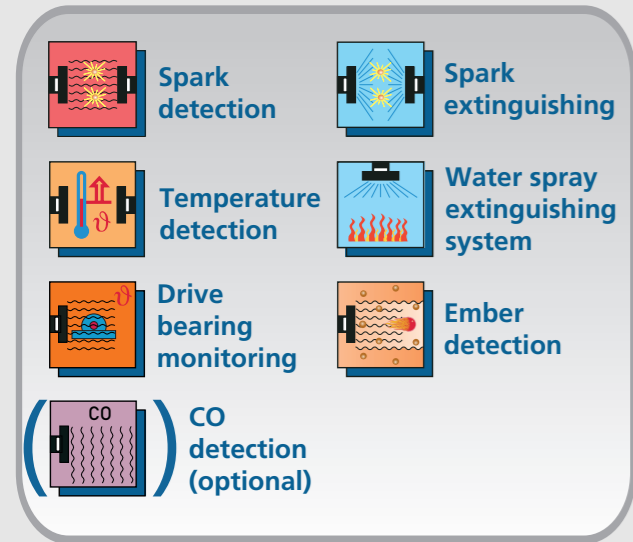 Spark
detection
Spark
extinguishing
ϑ
Temperature
detection
Water spray
extinguishing
system
ϑ
Drive
bearing
monitoring
Ember
detection
(CO)
CO
detection
(optional)